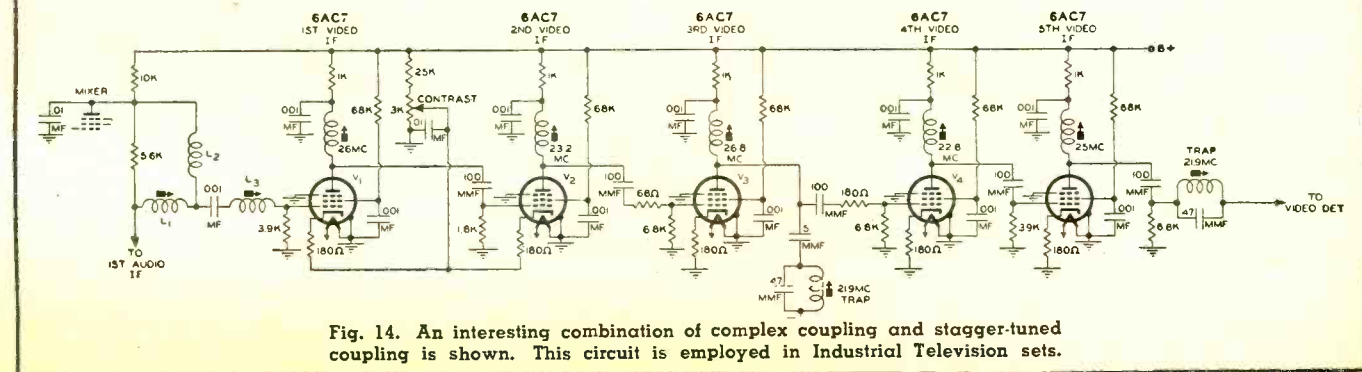 6AC7
1ST VIDEO
IF
6AC7
2ND VIDEO
IF
6AC7
3RD VIDEO
IF
6AC7
4TH VIDEO
IF
6AC7
5TH VIDEO
IF
B+
10K
MIXER
.01
MF
56K
L2
.001
MF
L1
L3
TO
1ST AUDIO
IF
1K
.001
MF
68K
26MC
V1
3.9K
180Ω
.001
MF
25K
3K
CONTRAST
.01
MF
100
MMF
1K
.001
MF
68K
23.2
MC
V2
1.8K
180Ω
.001
MF
100
MMF
68Ω
1K
.001
MF
68K
26.8
MC
V3
6.8K
180Ω
.001
MF
100
MMF
180Ω
5
MMF
47
MMF
21.9MC
TRAP
1K
.001
MF
68K
22.8
MC
V4
6.8K
180Ω
.001
MF
100
MMF
1K
.001
MF
68K
25MC
V5
39K
180Ω
.001
MF
100
MMF
6.8K
TRAP
21.9MC
47
MMF
TO
VIDEO DET
Fig. 14. An interesting combination of complex coupling and stagger-tuned
coupling is shown. This circuit is employed in Industrial Television sets.